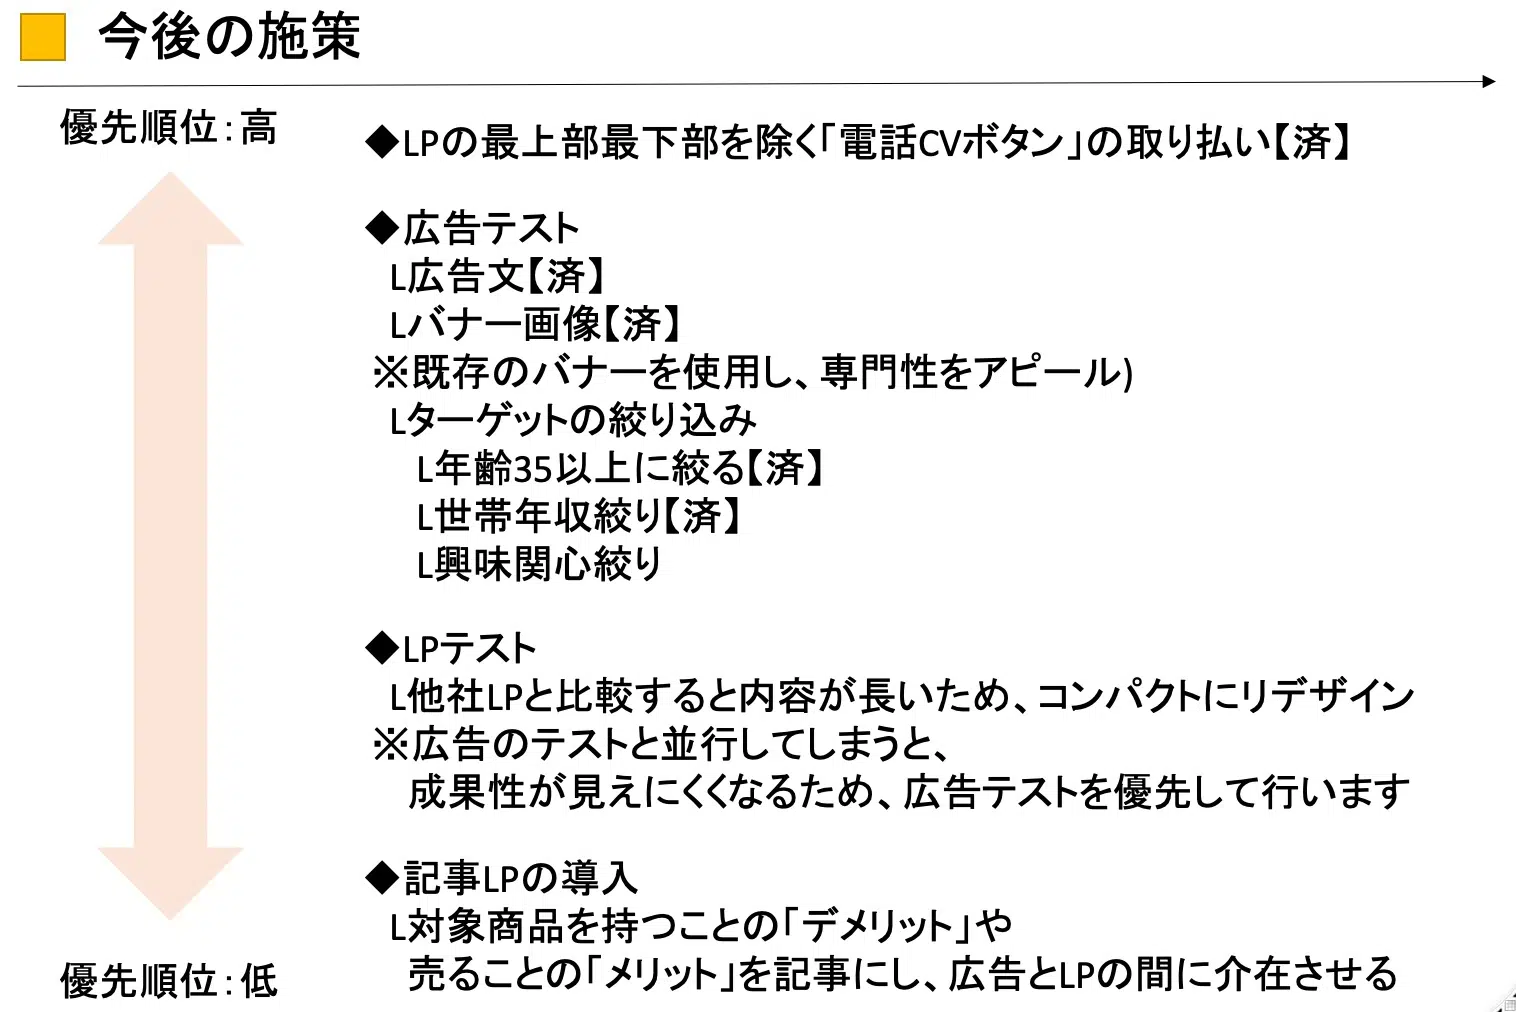 今後の施策
優先順位：高
◆LPの最上部最下部を除く「電話CVボタン」の取り払い【済】
◆広告テスト
L広告文【済】
Lバナー画像【済】
※既存のバナーを使用し、専門性をアピール)
Lターゲットの絞り込み
L年齢35以上に絞る【済】
L世帯年収絞り【済】
L興味関心絞り
◆LPテスト
L他社LPと比較すると内容が長いため、コンパクトにリデザイン
※広告のテストと並行してしまうと、
成果性が見えにくくなるため、広告テストを優先して行います
◆記事LPの導入
L対象商品を持つことの「デメリット」や
売ることの「メリット」を記事にし、広告とLPの間に介在させる
優先順位：低